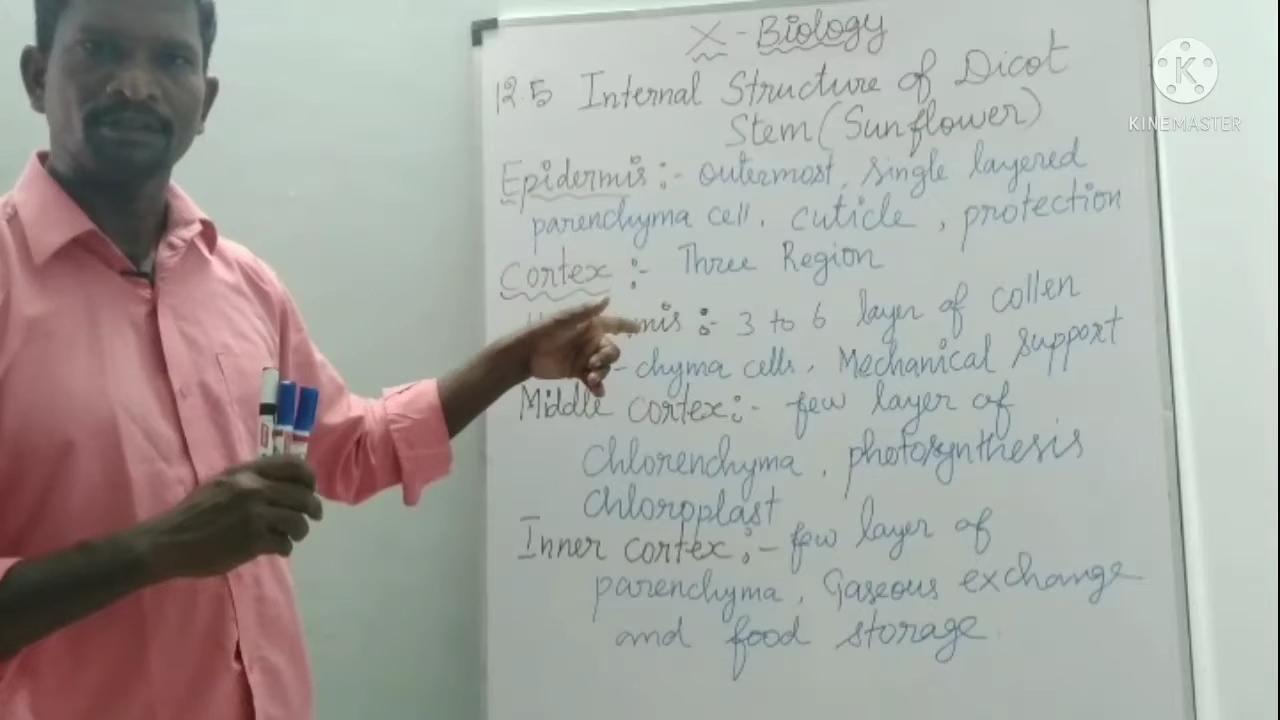 X - Biology
12.5 Internal Structure of Dicot
Stem (Sunflower)
Epidermis :- outermost, single layered
parenchyma cell, cuticle, protection
Cortex :- Three Region
:- 3 to 6 layer of collen
- chyma cells, Mechanical Support
Middle cortex :- few layer of
Chlorenchyma, photosynthesis
Chloroplast
Inner cortex :- few layer of
parenchyma, Gaseous exchange
and food storage.
K
KINEMASTER